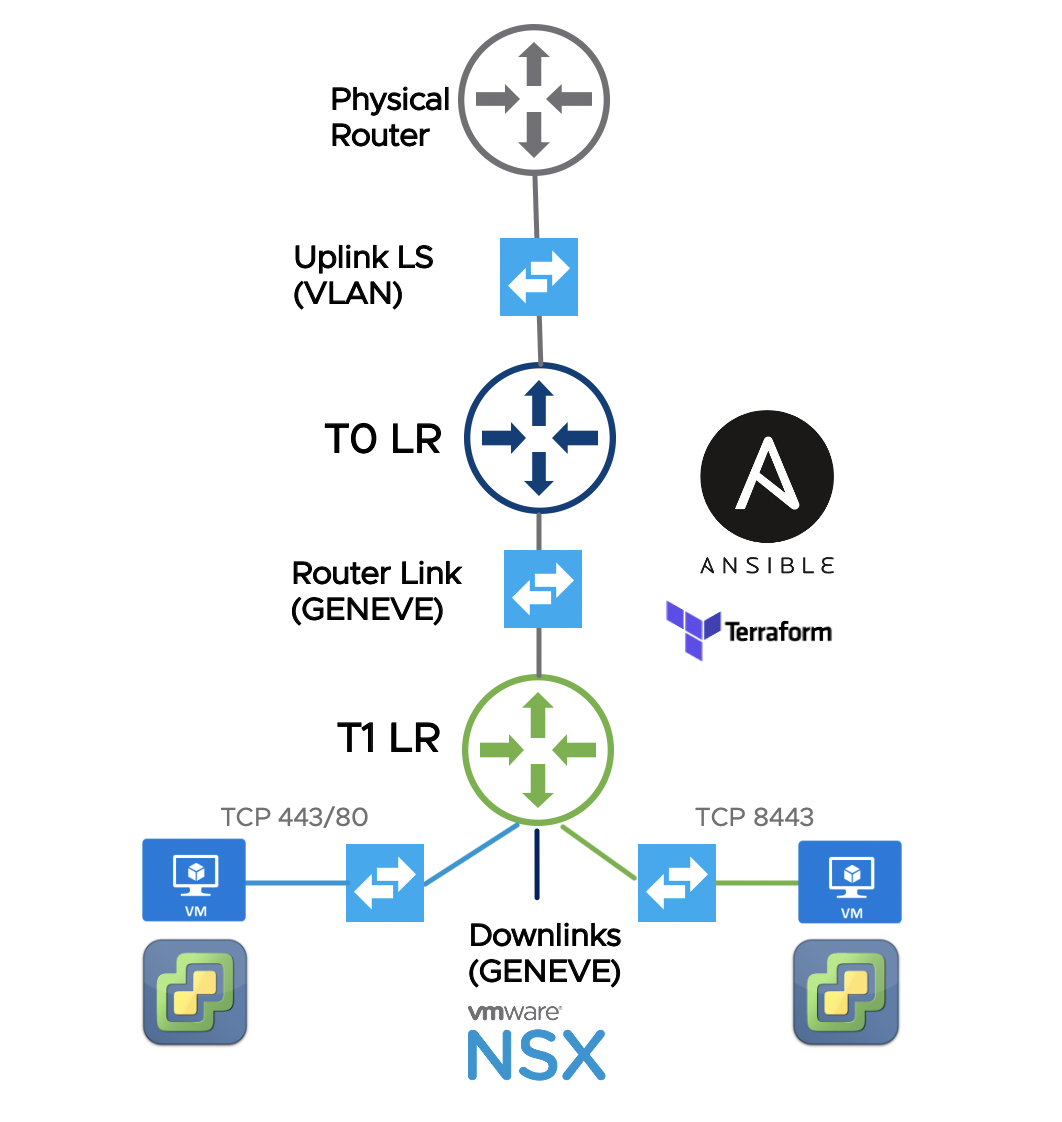 Physical
Router
Uplink LS
(VLAN)
T0 LR
ANSIBLE
Router Link
(GENEVE)
Terraform
T1 LR
TCP 443/80
TCP 8443
VM
VM
Downlinks
(GENEVE)
vmware®
NSX